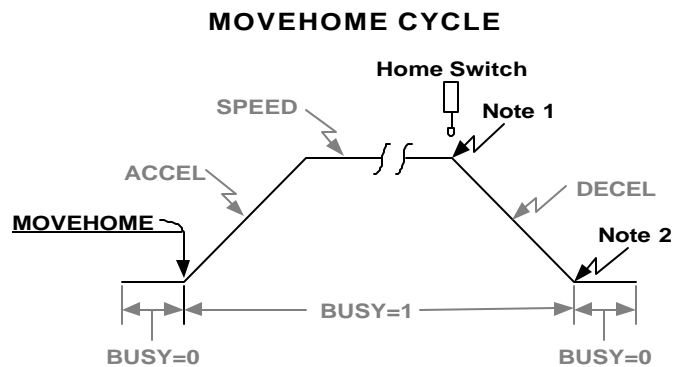 MOVEHOME CYCLE
Home Switch
SPEED
Note 1
ACCEL
DECEL
MOVEHOME
Note 2
BUSY=1
BUSY=0
BUSY=0